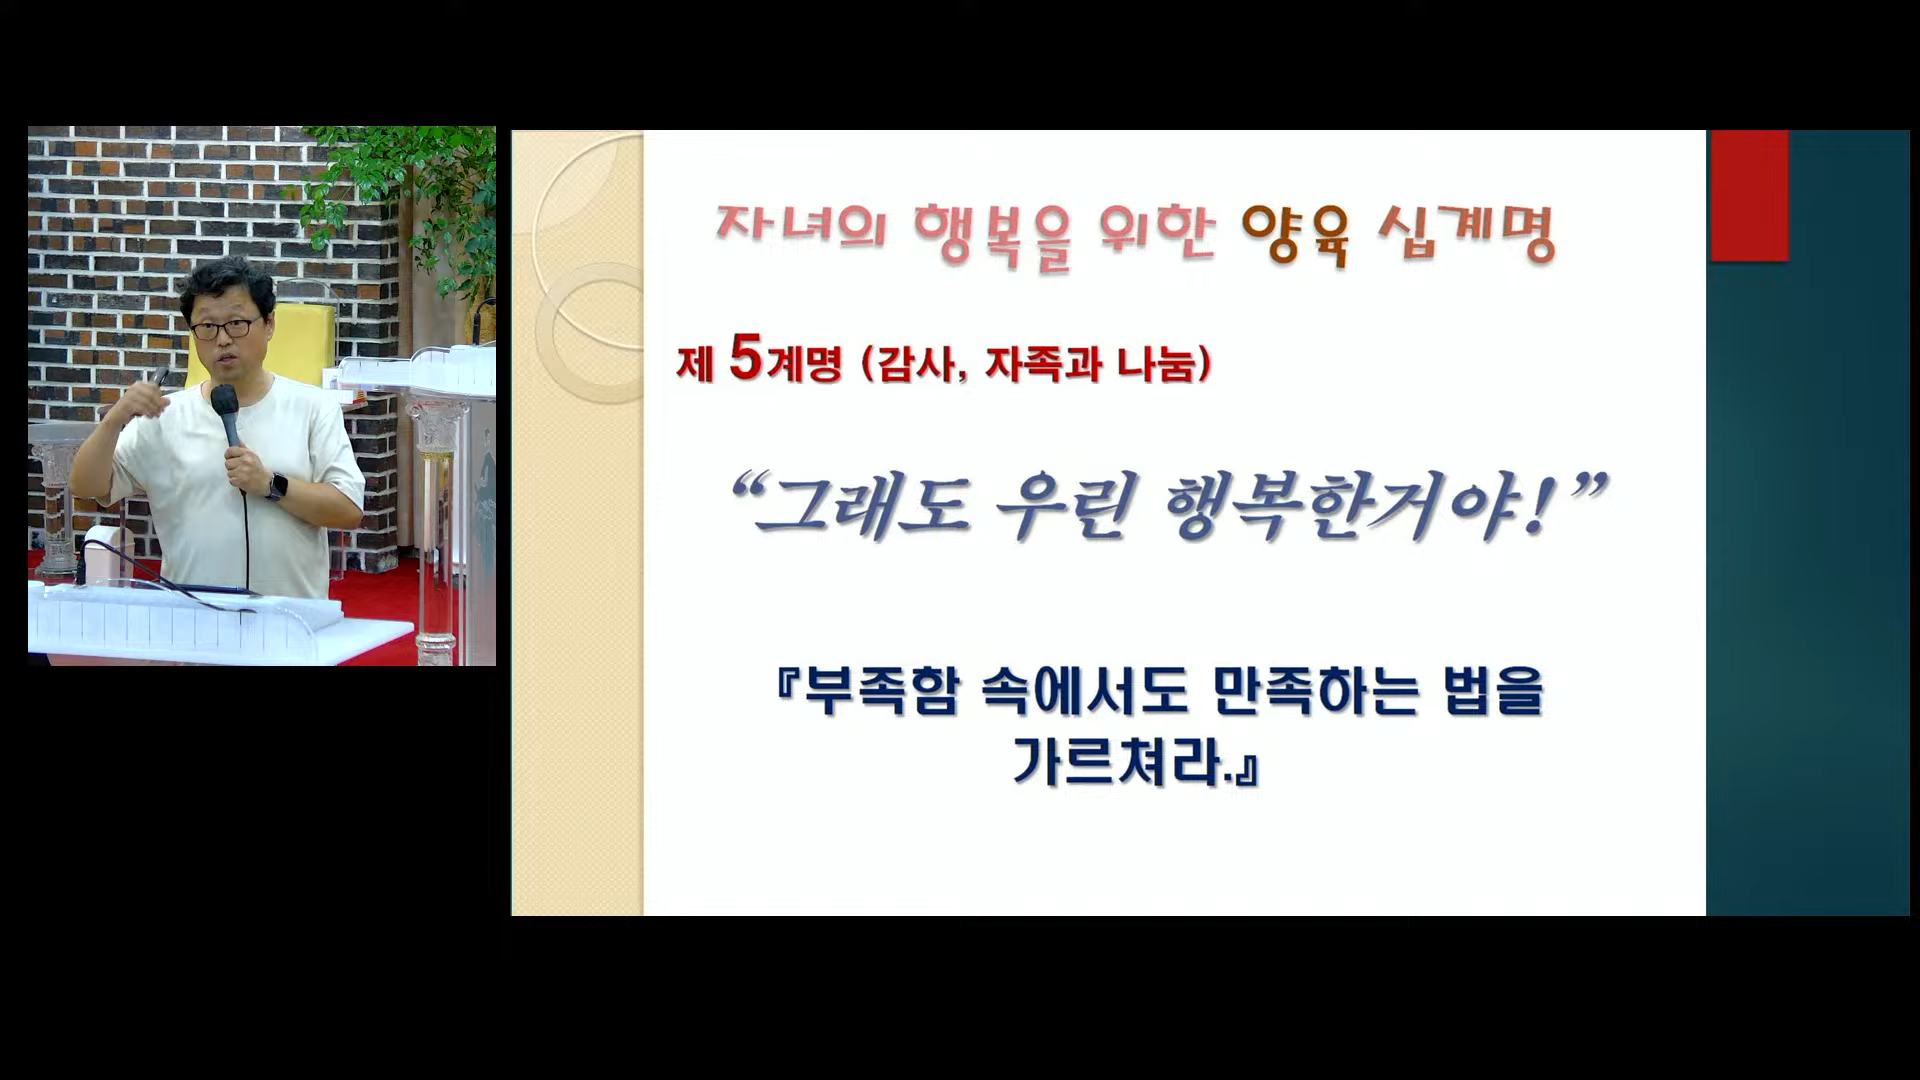 자녀의 행복을 위한 양육 십계명
제 5계명 (감사, 자족과 나눔)
“그래도 우린 행복한거야!”
『부족함 속에서도 만족하는 법을
가르쳐라.』